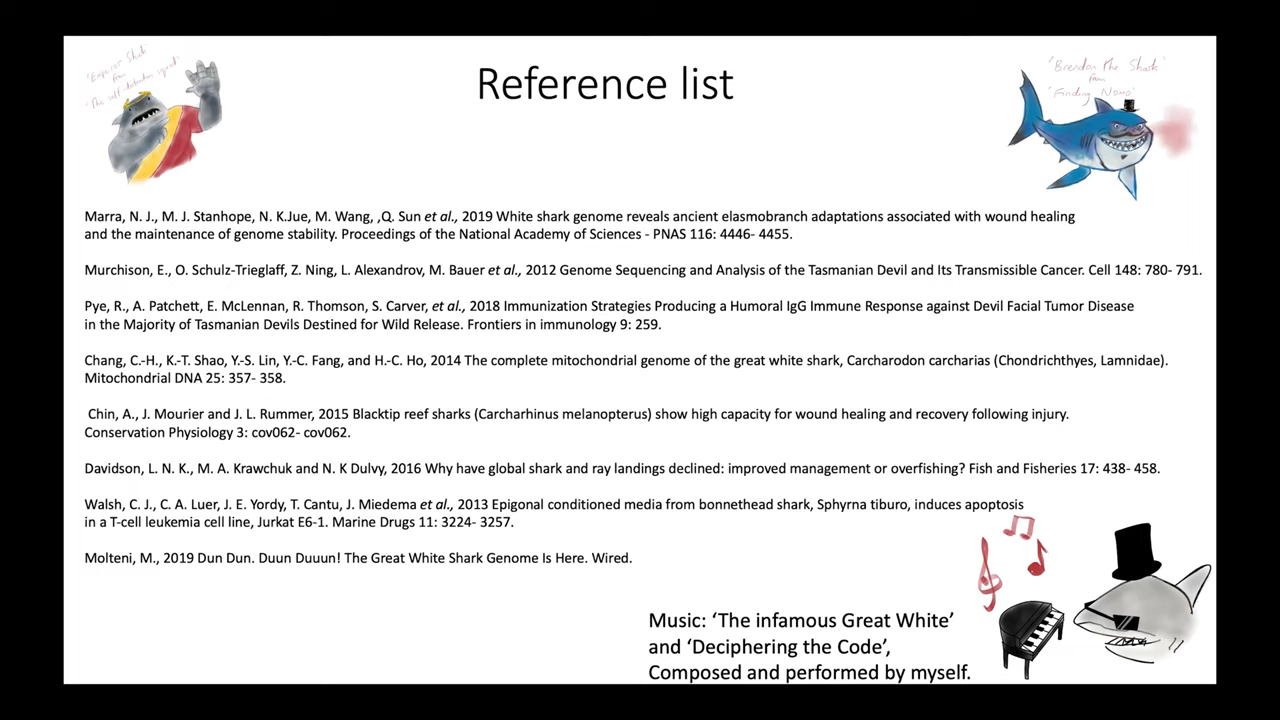 'Emperor Shark'
from
"The self-distribution squad"
Reference list
'Brendon the Shark'
from
'Finding Nomo'
Marra, N. J., M. J. Stanhope, N. K.Jue, M. Wang, ,Q. Sun et al., 2019 White shark genome reveals ancient elasmobranch adaptations associated with wound healing
and the maintenance of genome stability. Proceedings of the National Academy of Sciences - PNAS 116: 4446- 4455.
Murchison, E., O. Schulz-Trieglaff, Z. Ning, L. Alexandrov, M. Bauer et al., 2012 Genome Sequencing and Analysis of the Tasmanian Devil and Its Transmissible Cancer. Cell 148: 780- 791.
Pye, R., A. Patchett, E. McLennan, R. Thomson, S. Carver, et al., 2018 Immunization Strategies Producing a Humoral IgG Immune Response against Devil Facial Tumor Disease
in the Majority of Tasmanian Devils Destined for Wild Release. Frontiers in immunology 9: 259.
Chang, C.-H., K.-T. Shao, Y.-S. Lin, Y.-C. Fang, and H.-C. Ho, 2014 The complete mitochondrial genome of the great white shark, Carcharodon carcharias (Chondrichthyes, Lamnidae).
Mitochondrial DNA 25: 357- 358.
Chin, A., J. Mourier and J. L. Rummer, 2015 Blacktip reef sharks (Carcharhinus melanopterus) show high capacity for wound healing and recovery following injury.
Conservation Physiology 3: cov062- cov062.
Davidson, L. N. K., M. A. Krawchuk and N. K Dulvy, 2016 Why have global shark and ray landings declined: improved management or overfishing? Fish and Fisheries 17: 438- 458.
Walsh, C. J., C. A. Luer, J. E. Yordy, T. Cantu, J. Miedema et al., 2013 Epigonal conditioned media from bonnethead shark, Sphyrna tiburo, induces apoptosis
in a T-cell leukemia cell line, Jurkat E6-1. Marine Drugs 11: 3224- 3257.
Molteni, M., 2019 Dun Dun. Duun Duuun! The Great White Shark Genome Is Here. Wired.
Music: 'The infamous Great White'
and 'Deciphering the Code',
Composed and performed by myself.